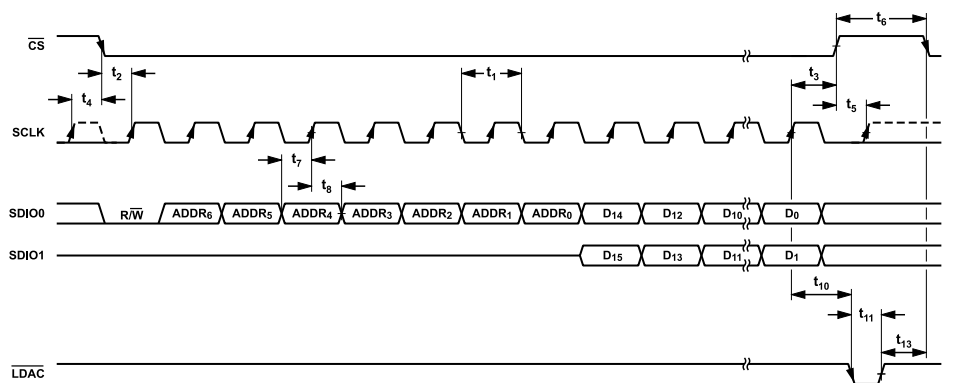 t6
CS
t2
t1
t3
t4
t5
SCLK
t7
t8
SDIO0
R/W
ADDR6
ADDR5
ADDR4
ADDR3
ADDR2
ADDR1
ADDR0
D14
D12
D10
D0
SDIO1
D15
D13
D11
D1
t10
t11
t13
LDAC